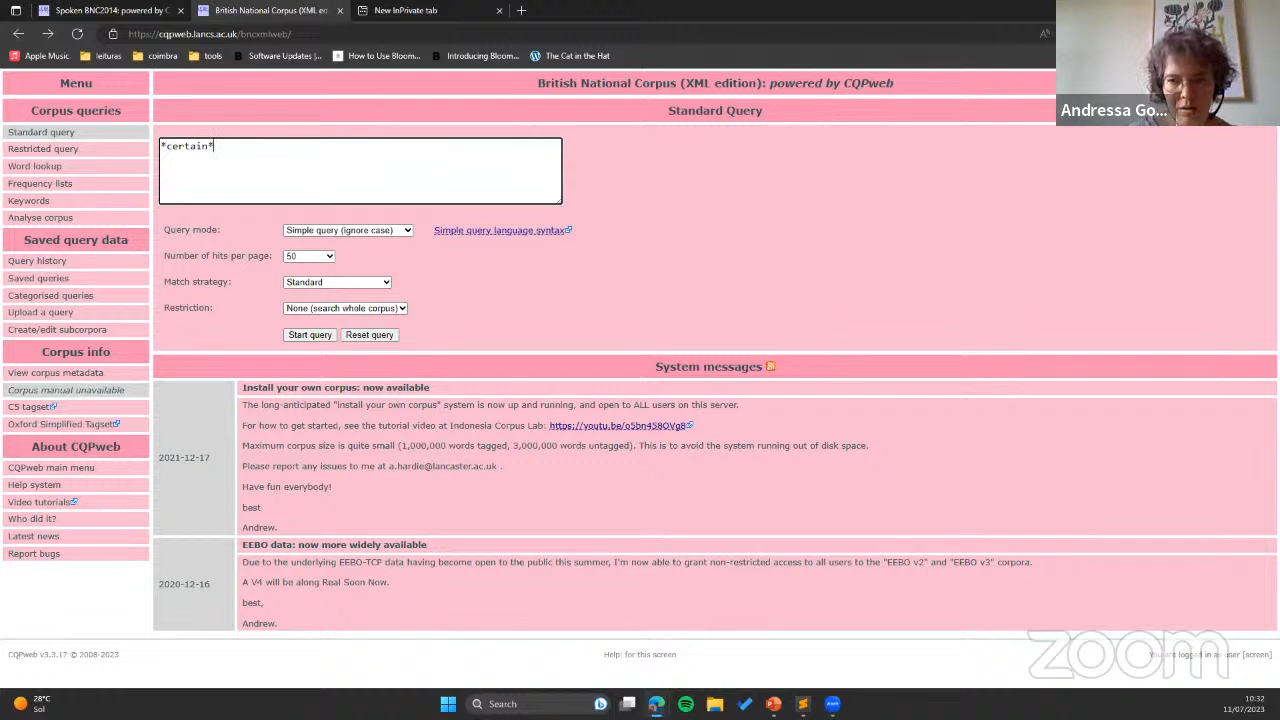 Spoken BNC2014: powered by C
British National Corpus (XML ed
New InPrivate tab
https://cqpweb.lancs.ac.uk/bncxmlweb/
Apple Music
leituras
coimbra
tools
Software Updates |...
How to Use Bloom...
Introducing Bloom...
The Cat in the Hat
Menu
British National Corpus (XML edition): powered by CQPweb
Corpus queries
Standard Query
Standard query
Restricted query
Word lookup
Frequency lists
Keywords
Analyse corpus
Saved query data
Query history
Saved queries
Categorised queries
Upload a query
Create/edit subcorpora
Corpus info
View corpus metadata
Corpus manual unavailable
C5 tagset
Oxford Simplified Tagset
About CQPweb
CQPweb main menu
Help system
Video tutorials
Who did it?
Latest news
Report bugs
*certain*
Query mode: Simple query (ignore case) Simple query language syntax
Number of hits per page: 50
Match strategy: Standard
Restriction: None (search whole corpus)
Start query Reset query
System messages
2021-12-17
Install your own corpus: now available
The long-anticipated "install your own corpus" system is now up and running, and open to ALL users on this server.
For how to get started, see the tutorial video at Indonesia Corpus Lab: https://youtu.be/o5bn458OVg8
Maximum corpus size is quite small (1,000,000 words tagged, 3,000,000 words untagged). This is to avoid the system running out of disk space.
Please report any issues to me at a.hardie@lancaster.ac.uk .
Have fun everybody!
best
Andrew.
2020-12-16
EEBO data: now more widely available
Due to the underlying EEBO-TCP data having become open to the public this summer, I'm now able to grant non-restricted access to all users to the "EEBO v2" and "EEBO v3" corpora.
A V4 will be along Real Soon Now.
best,
Andrew.
CQPweb v3.3.17 © 2008-2023
Help! for this screen
You are logged in as user [screen]
Andressa Go...
zoom
28°C
Sol
Search
10:32
11/07/2023